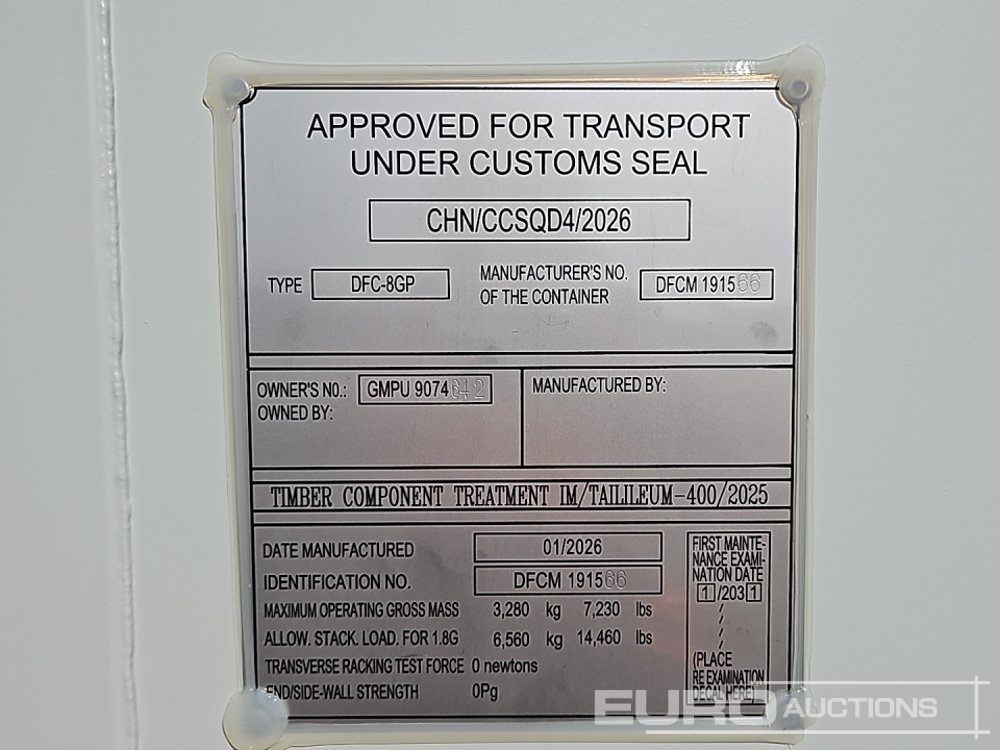 APPROVED FOR TRANSPORT
UNDER CUSTOMS SEAL
CHN/CCSQD4/2026
TYPE DFC-8GP
MANUFACTURER'S NO.
OF THE CONTAINER
DFCM 191566
OWNER'S NO.: GMPU 9074642
OWNED BY:
MANUFACTURED BY:
TIMBER COMPONENT TREATMENT IM/TAILILEUM-400/2025
DATE MANUFACTURED 01/2026
IDENTIFICATION NO. DFCM 191566
MAXIMUM OPERATING GROSS MASS 3,280 kg 7,230 lbs
ALLOW. STACK. LOAD. FOR 1.8G 6,560 kg 14,460 lbs
TRANSVERSE RACKING TEST FORCE 0 newtons
END/SIDE-WALL STRENGTH 0Pg
FIRST MAINTE-
NANCE EXAMI-
NATION DATE
1/2031
/
/
/
/
(PLACE
RE EXAMINATION
DECAL HERE)
EURO AUCTIONS